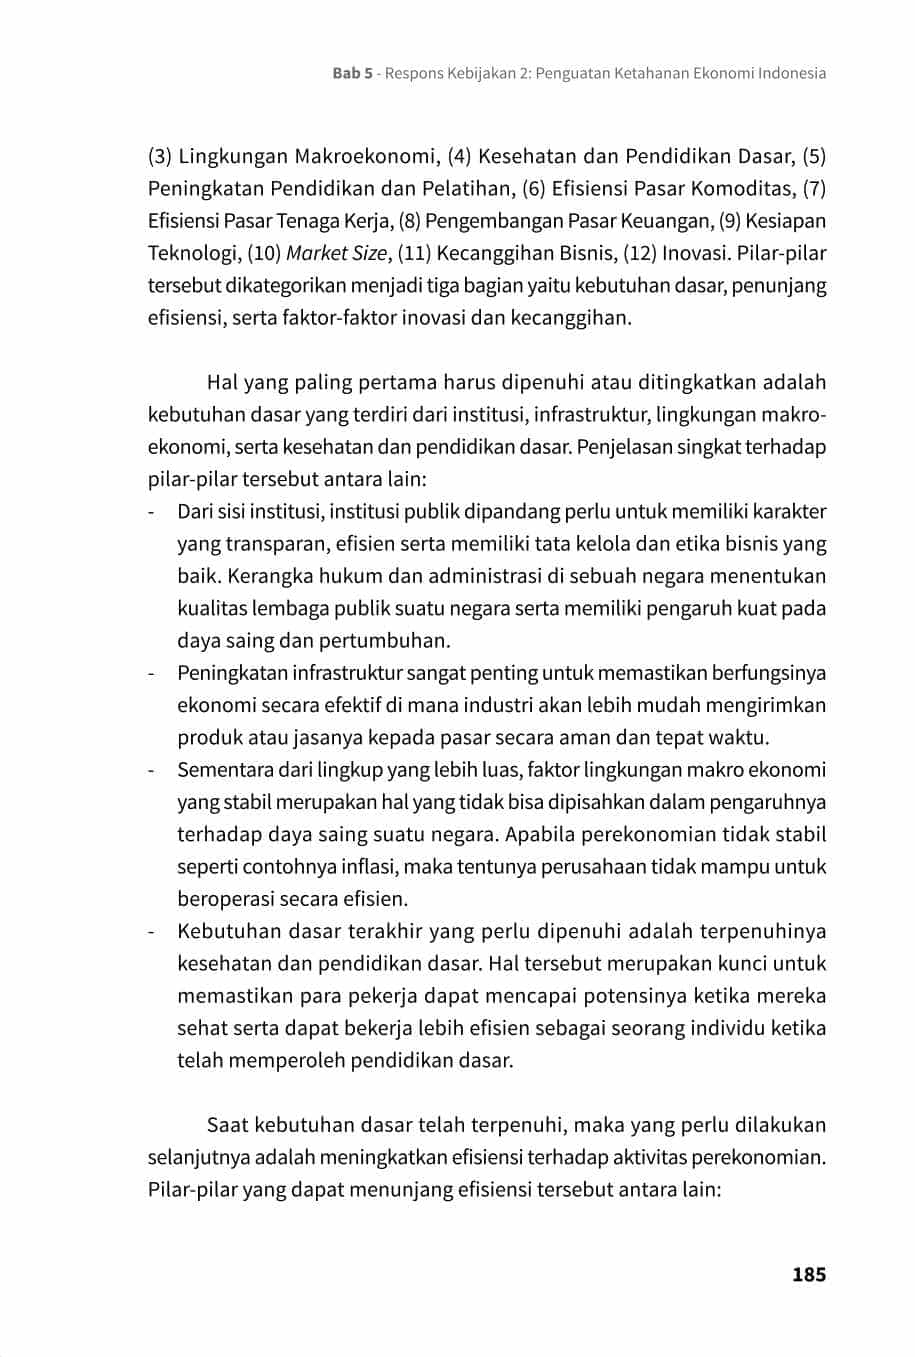 Bab 5 - Respons Kebijakan 2: Penguatan Ketahanan Ekonomi Indonesia
(3) Lingkungan Makroekonomi, (4) Kesehatan dan Pendidikan Dasar, (5)
Peningkatan Pendidikan dan Pelatihan, (6) Efisiensi Pasar Komoditas, (7)
Efisiensi Pasar Tenaga Kerja, (8) Pengembangan Pasar Keuangan, (9) Kesiapan
Teknologi, (10) Market Size, (11) Kecanggihan Bisnis, (12) Inovasi. Pilar-pilar
tersebut dikategorikan menjadi tiga bagian yaitu kebutuhan dasar, penunjang
efisiensi, serta faktor-faktor inovasi dan kecanggihan.
Hal yang paling pertama harus dipenuhi atau ditingkatkan adalah
kebutuhan dasar yang terdiri dari institusi, infrastruktur, lingkungan makro-
ekonomi, serta kesehatan dan pendidikan dasar. Penjelasan singkat terhadap
pilar-pilar tersebut antara lain:
- Dari sisi institusi, institusi publik dipandang perlu untuk memiliki karakter
yang transparan, efisien serta memiliki tata kelola dan etika bisnis yang
baik. Kerangka hukum dan administrasi di sebuah negara menentukan
kualitas lembaga publik suatu negara serta memiliki pengaruh kuat pada
daya saing dan pertumbuhan.
- Peningkatan infrastruktur sangat penting untuk memastikan berfungsinya
ekonomi secara efektif di mana industri akan lebih mudah mengirimkan
produk atau jasanya kepada pasar secara aman dan tepat waktu.
- Sementara dari lingkup yang lebih luas, faktor lingkungan makro ekonomi
yang stabil merupakan hal yang tidak bisa dipisahkan dalam pengaruhnya
terhadap daya saing suatu negara. Apabila perekonomian tidak stabil
seperti contohnya inflasi, maka tentunya perusahaan tidak mampu untuk
beroperasi secara efisien.
- Kebutuhan dasar terakhir yang perlu dipenuhi adalah terpenuhinya
kesehatan dan pendidikan dasar. Hal tersebut merupakan kunci untuk
memastikan para pekerja dapat mencapai potensinya ketika mereka
sehat serta dapat bekerja lebih efisien sebagai seorang individu ketika
telah memperoleh pendidikan dasar.
Saat kebutuhan dasar telah terpenuhi, maka yang perlu dilakukan
selanjutnya adalah meningkatkan efisiensi terhadap aktivitas perekonomian.
Pilar-pilar yang dapat menunjang efisiensi tersebut antara lain:
185